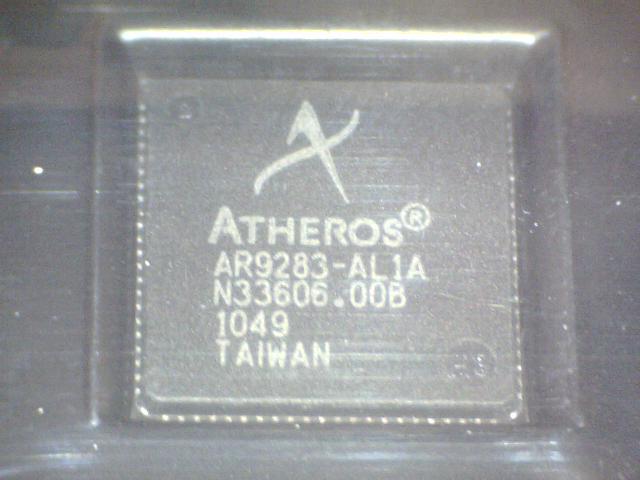 ATHEROS®
AR9283-AL1A
N33606.00B
1049
TAIWAN